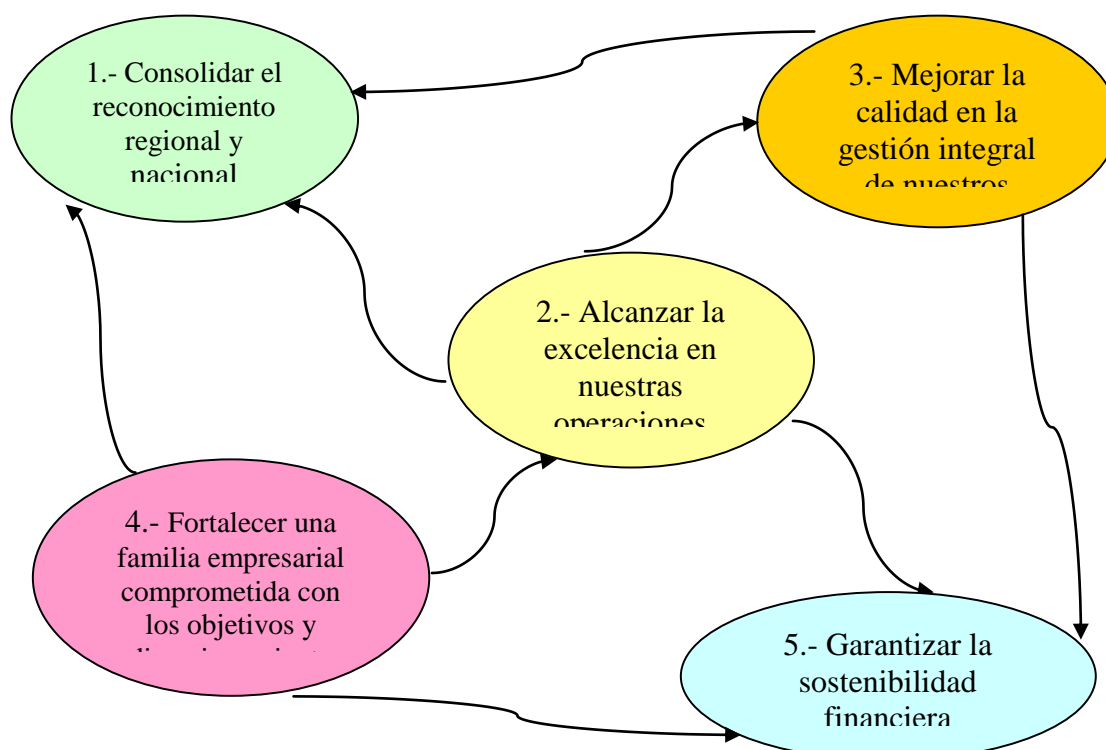 1.- Consolidar el
reconocimiento
regional y
nacional
3.- Mejorar la
calidad en la
gestión integral
de nuestros
2.- Alcanzar la
excelencia en
nuestras
operaciones
4.- Fortalecer una
familia empresarial
comprometida con
los objetivos y
5.- Garantizar la
sostenibilidad
financiera